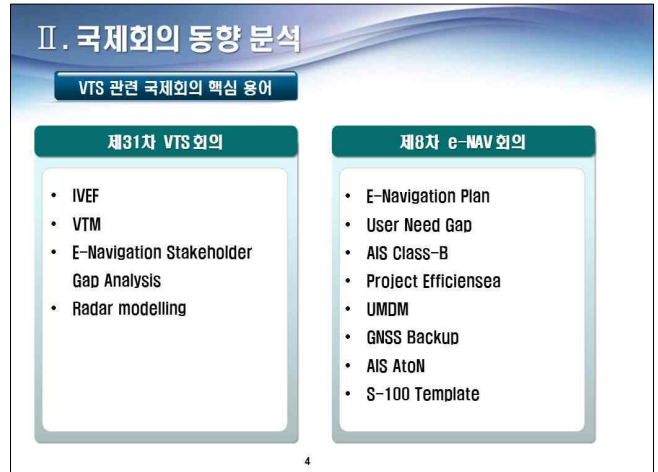 Ⅱ. 국제회의 동향 분석
VTS 관련 국제회의 핵심 용어
제31차 VTS회의
• IVEF
• VTM
• E-Navigation Stakeholder
Gap Analysis
• Radar modelling
제8차 e-NAV회의
• E-Navigation Plan
• User Need Gap
• AIS Class-B
• Project Efficiensea
• UMDM
• GNSS Backup
• AIS AtoN
• S-100 Template
4